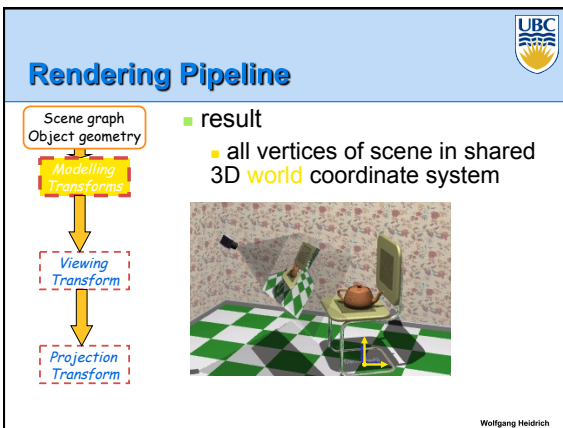 UBC
Rendering Pipeline
Scene graph
Object geometry
Modelling
Transforms
Viewing
Transform
Projection
Transform
result
all vertices of scene in shared
3D world coordinate system
Wolfgang Heidrich